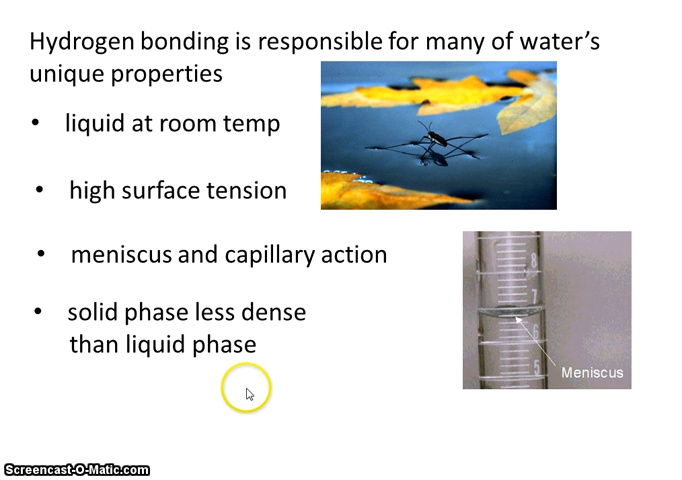 Hydrogen bonding is responsible for many of water’s
unique properties
• liquid at room temp
• high surface tension
• meniscus and capillary action
• solid phase less dense
than liquid phase
8
7
6
5
Meniscus
Screencast-O-Matic.com